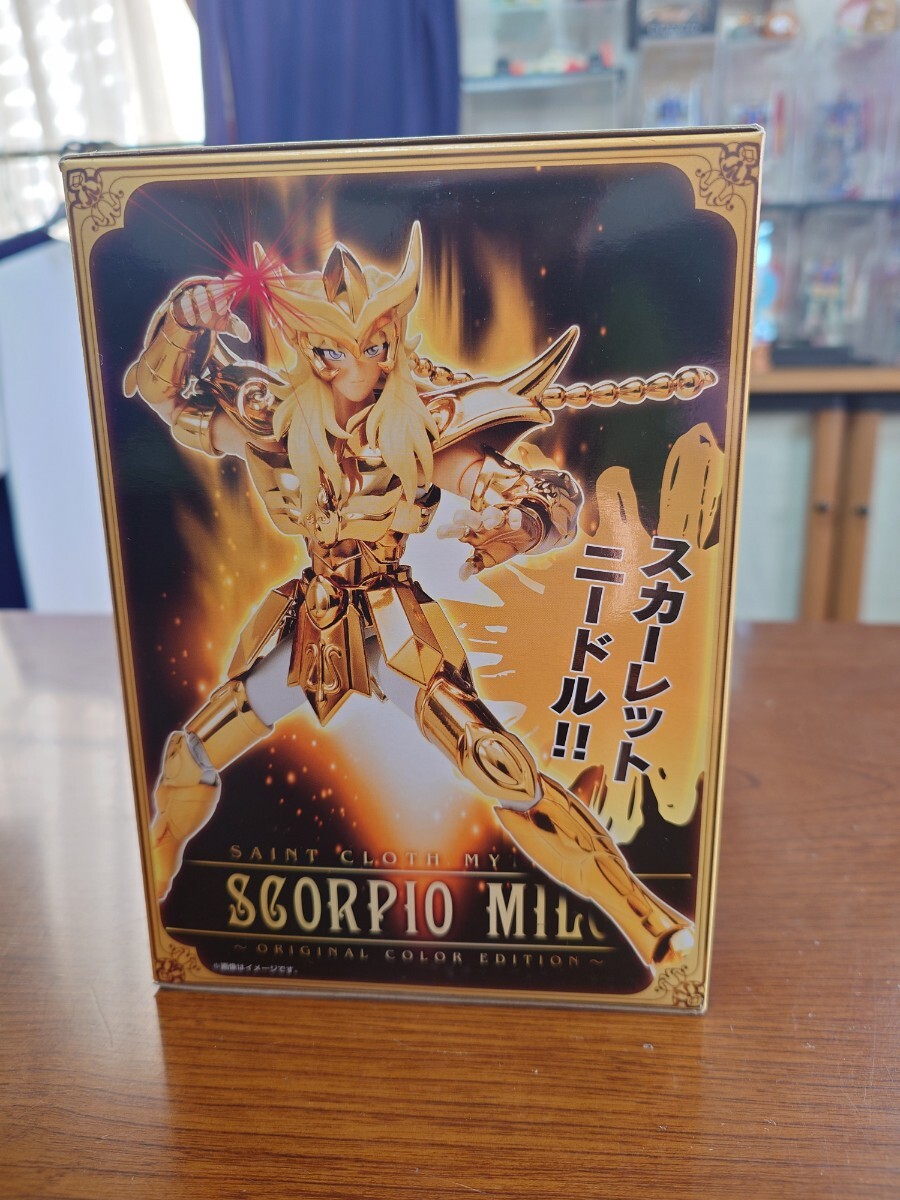 スカーレット
ニードル!!
SAINT CLOTH MY
SCORPIO MILO
~ ORIGINAL COLOR EDITION ~
※画像はイメージです。